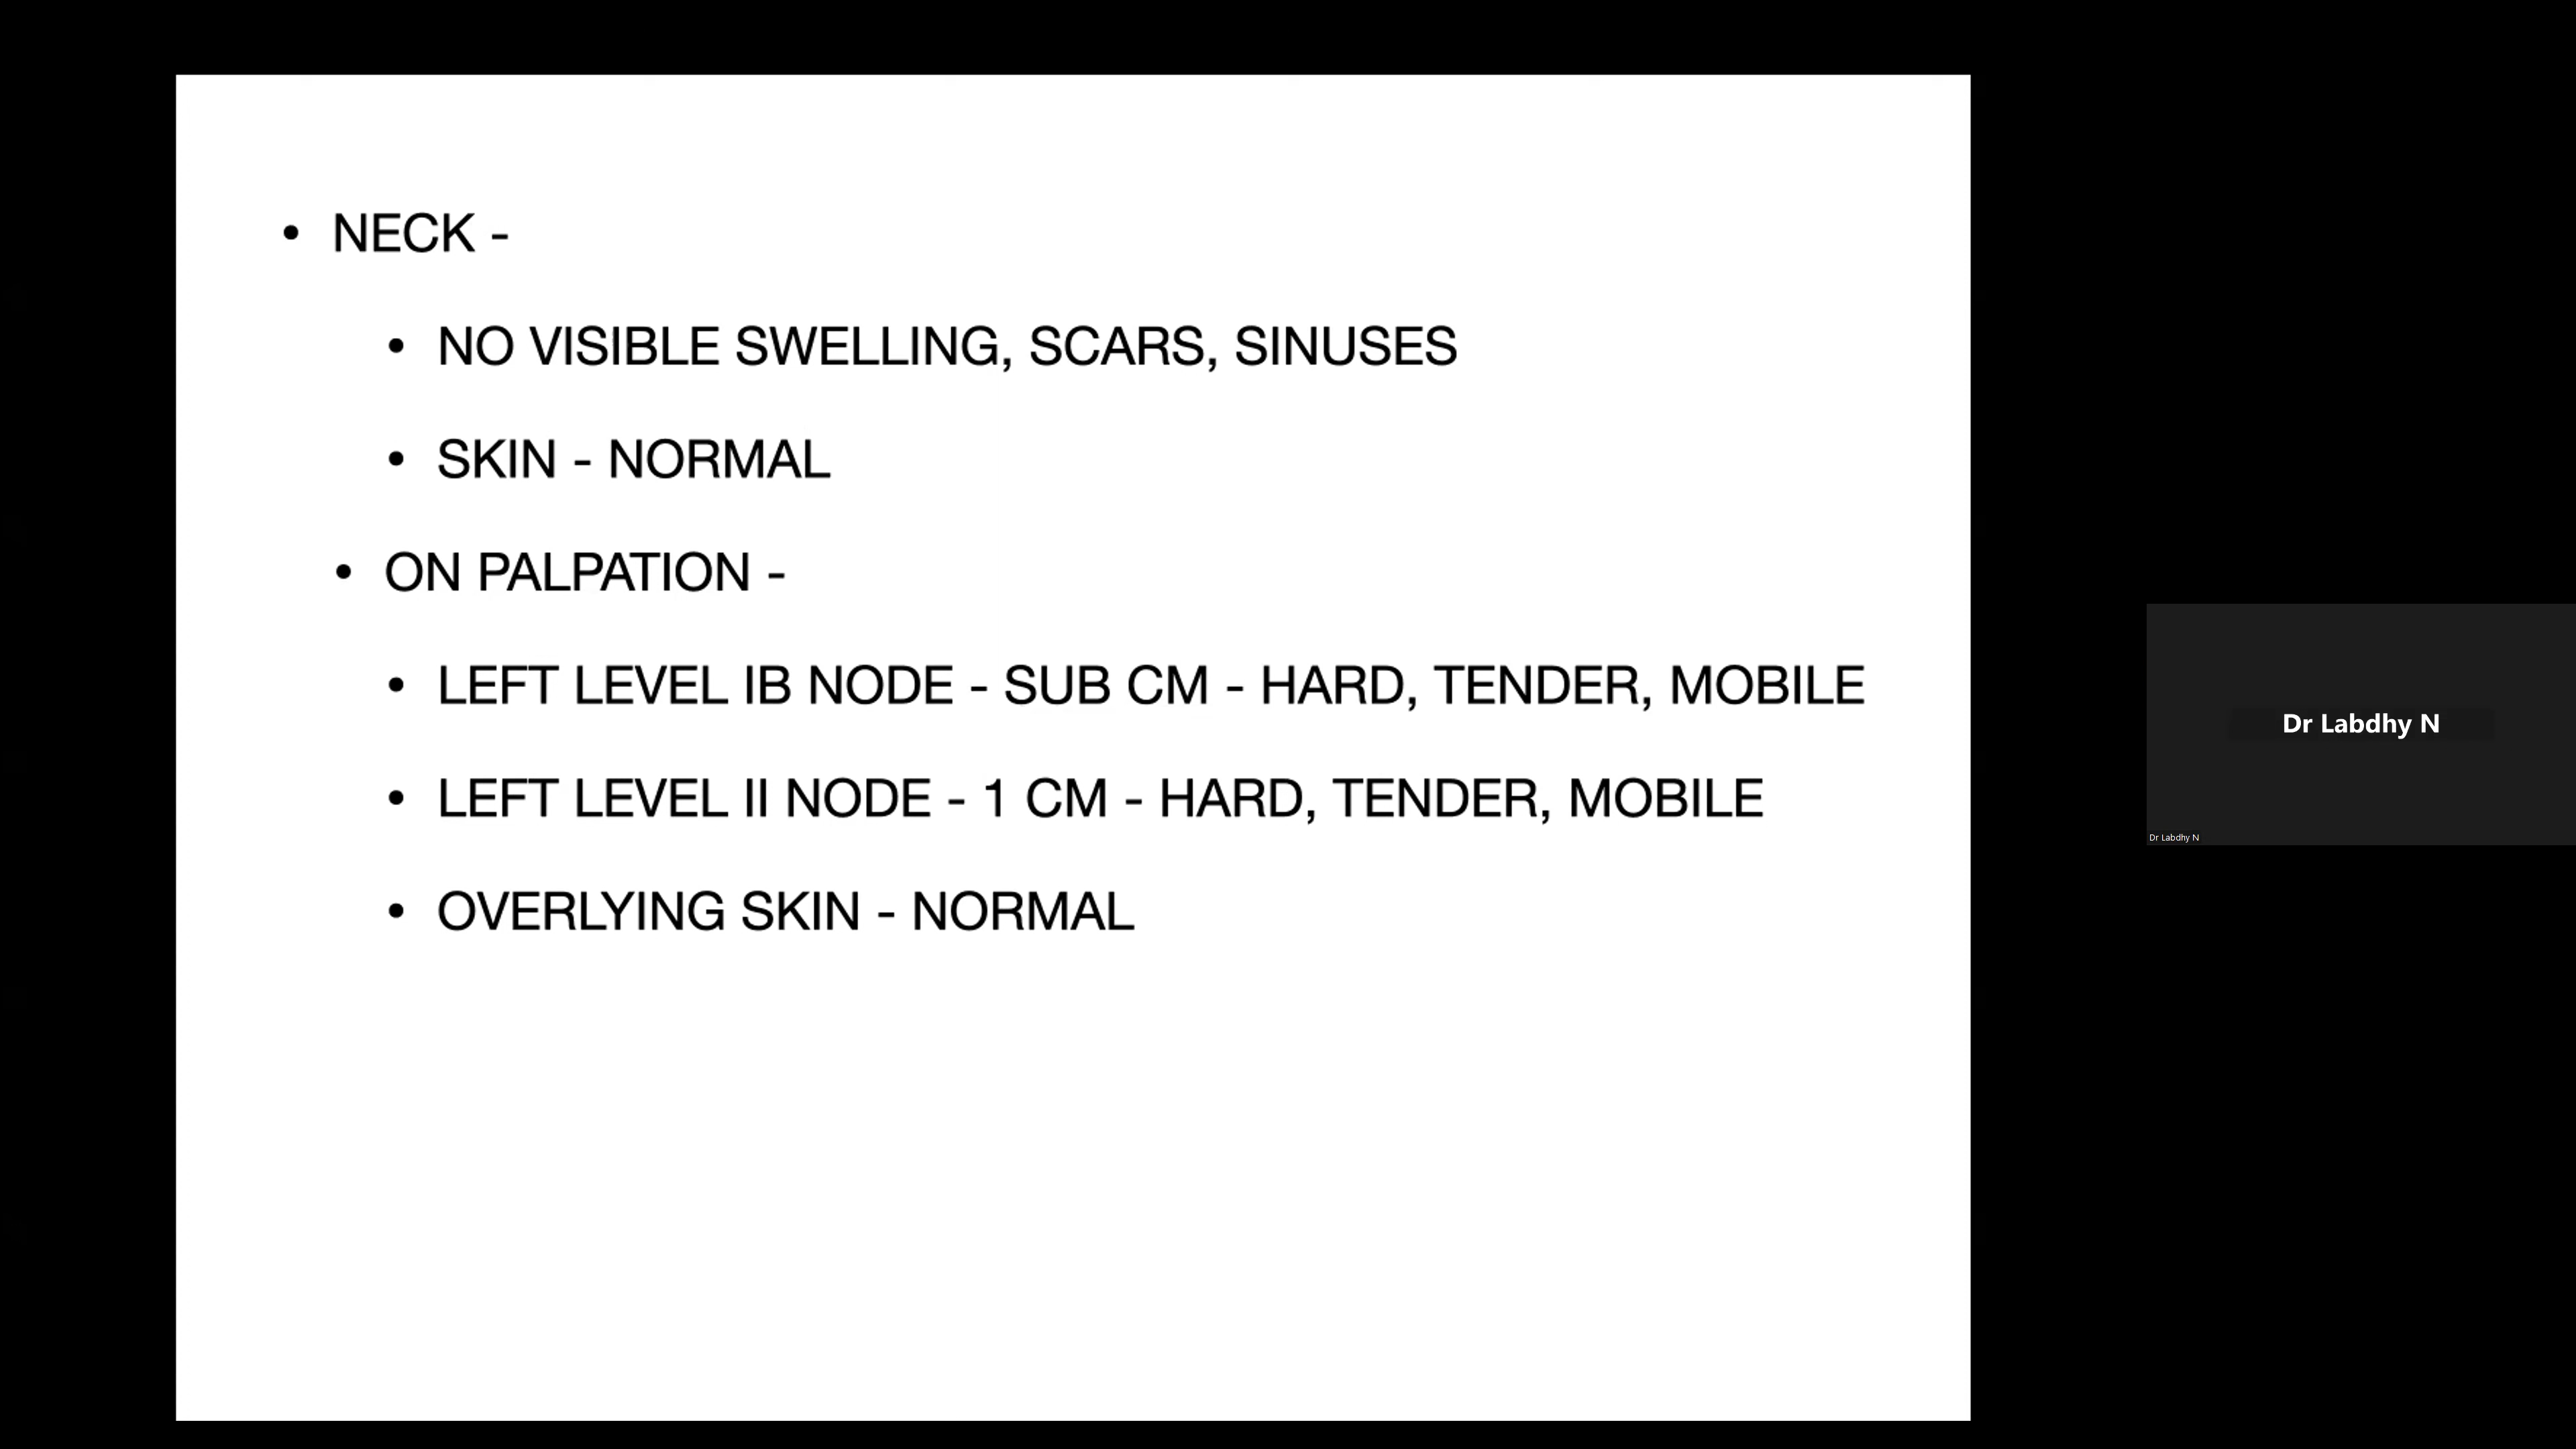 • NECK -
• NO VISIBLE SWELLING, SCARS, SINUSES
• SKIN - NORMAL
• ON PALPATION -
• LEFT LEVEL IB NODE - SUB CM - HARD, TENDER, MOBILE
• LEFT LEVEL II NODE - 1 CM - HARD, TENDER, MOBILE
• OVERLYING SKIN - NORMAL
Dr Labdhy N
Dr Labdhy N